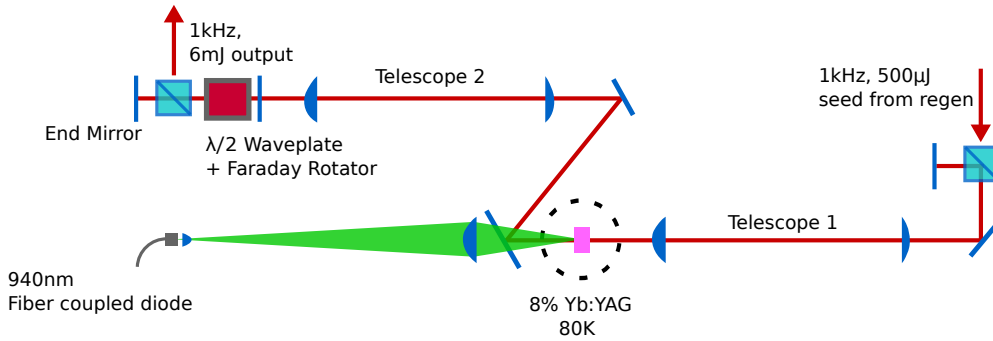 1kHz,
6mJ output
Telescope 2
1kHz, 500µJ
seed from regen
End Mirror
λ/2 Waveplate
+ Faraday Rotator
Telescope 1
940nm
Fiber coupled diode
8% Yb:YAG
80K